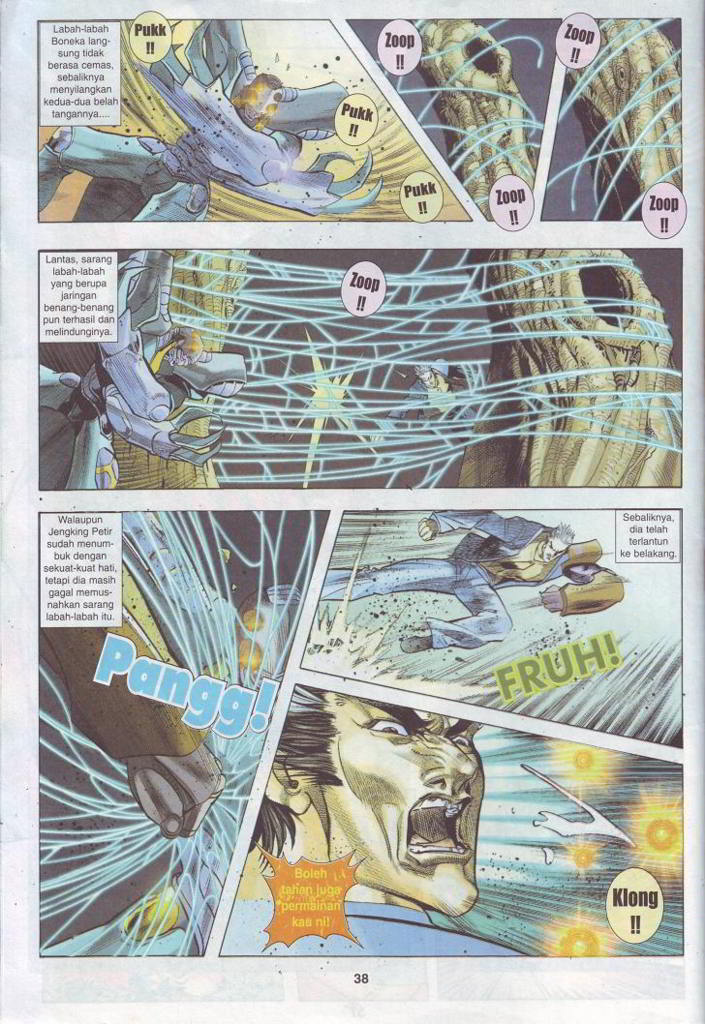 Labah-labah
Boneka lang-
sung tidak
berasa cemas,
sebaliknya
menyilangkan
kedua-dua belah
tangannya....
Pukk
!!
Pukk
!!
Pukk
!!
Zoop
!!
Zoop
!!
Zoop
!!
Zoop
!!
Lantas, sarang
labah-labah
yang berupa
jaringan
benang-benang
pun terhasil dan
melindunginya.
Zoop
!!
Walaupun
Jengking Petir
sudah menum-
buk dengan
sekuat-kuat hati,
tetapi dia masih
gagal memus-
nahkan sarang
labah-labah itu.
Pangg!
Sebaliknya,
dia telah
terlantun
ke belakang.
FRUH!
Boleh
tahan juga
permainan
kau ni!
Klong
!!
38